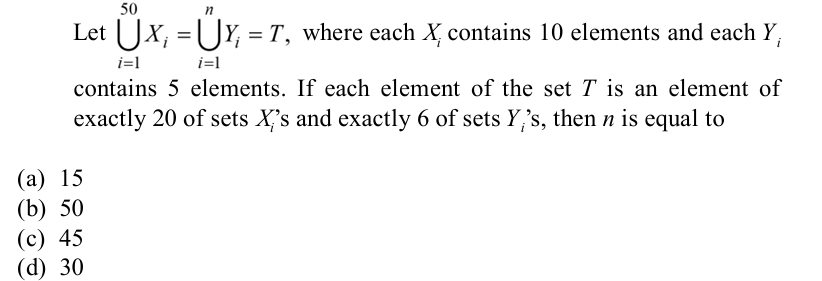 Let $\bigcup_{i=1}^{50} X_i = \bigcup_{i=1}^{n} Y_i = T$, where each $X_i$ contains 10 elements and each $Y_i$
contains 5 elements. If each element of the set $T$ is an element of
exactly 20 of sets $X_i$'s and exactly 6 of sets $Y_i$'s, then $n$ is equal to
(a) 15
(b) 50
(c) 45
(d) 30